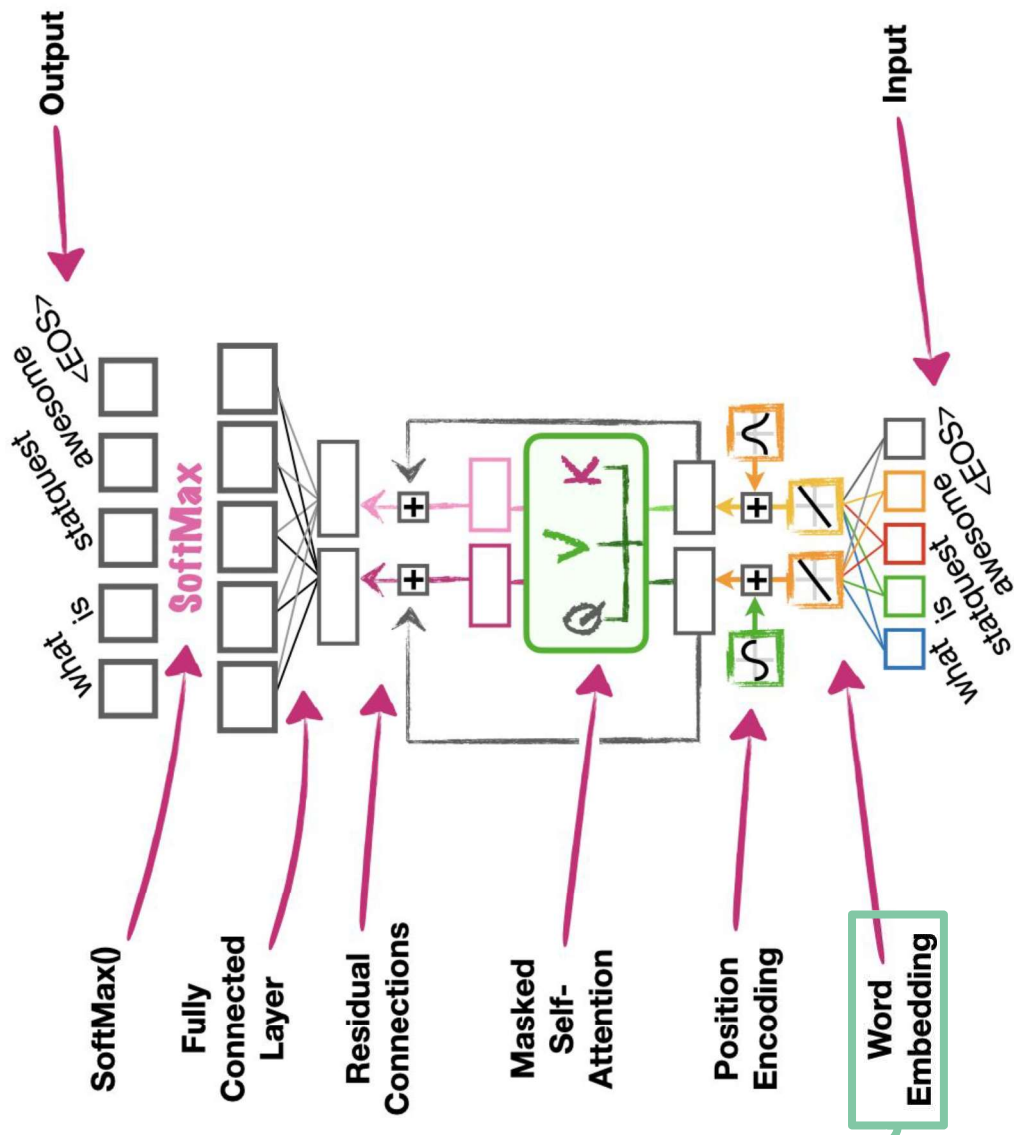 Output
what
is
statquest
awesome
<EOS>
SoftMax
SoftMax()
Fully
Connected
Layer
Residual
Connections
+
+
Masked
Self-
Attention
Q
V
K
Position
Encoding
+
+
Word
Embedding
what
is
statquest
awesome
<EOS>
Input